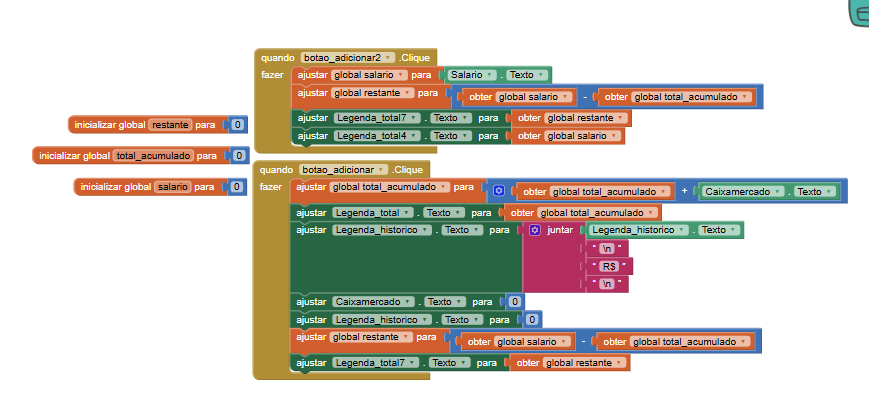 quando botao_adicionar2 .Clique
fazer ajustar global salario para Salario . Texto
ajustar global restante para obter global salario - obter global total_acumulado
ajustar Legenda_total7 . Texto para obter global restante
ajustar Legenda_total4 . Texto para obter global salario
inicializar global restante para 0
inicializar global total_acumulado para 0
inicializar global salario para 0
quando botao_adicionar .Clique
fazer ajustar global total_acumulado para obter global total_acumulado + Caixamercado . Texto
ajustar Legenda_total . Texto para obter global total_acumulado
ajustar Legenda_historico . Texto para juntar Legenda_historico . Texto
" \n "
" R$ "
" \n "
ajustar Caixamercado . Texto para 0
ajustar Legenda_historico . Texto para 0
ajustar global restante para obter global salario - obter global total_acumulado
ajustar Legenda_total7 . Texto para obter global restante